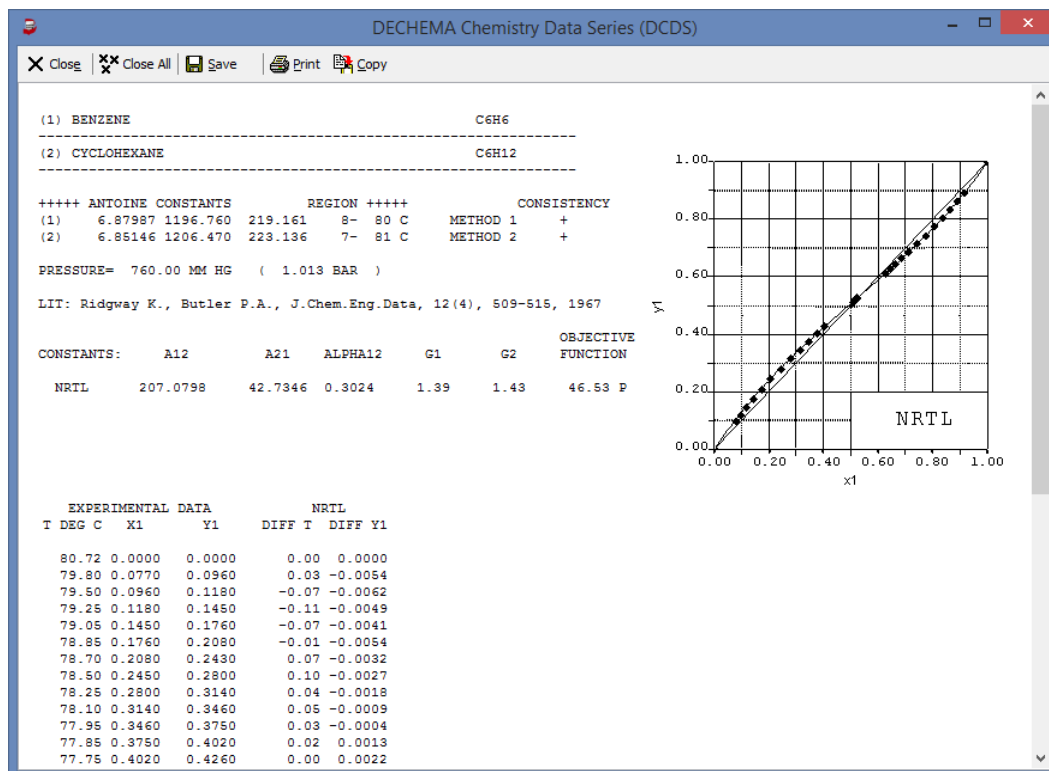 DECHEMA Chemistry Data Series (DCDS)
Close Close All Save Print Copy
(1) BENZENE C6H6
(2) CYCLOHEXANE C6H12
+++++ ANTOINE CONSTANTS REGION +++++ CONSISTENCY
(1) 6.87987 1196.760 219.161 8- 80 C METHOD 1 +
(2) 6.85146 1206.470 223.136 7- 81 C METHOD 2 +
PRESSURE= 760.00 MM HG ( 1.013 BAR )
LIT: Ridgway K., Butler P.A., J.Chem.Eng.Data, 12(4), 509-515, 1967
OBJECTIVE
CONSTANTS: A12 A21 ALPHA12 G1 G2 FUNCTION
NRTL 207.0798 42.7346 0.3024 1.39 1.43 46.53 P
EXPERIMENTAL DATA NRTL
T DEG C X1 Y1 DIFF T DIFF Y1
80.72 0.0000 0.0000 0.00 0.0000
79.80 0.0770 0.0960 0.03 -0.0054
79.50 0.0960 0.1180 -0.07 -0.0062
79.25 0.1180 0.1450 -0.11 -0.0049
79.05 0.1450 0.1760 -0.07 -0.0041
78.85 0.1760 0.2080 -0.01 -0.0054
78.70 0.2080 0.2430 0.07 -0.0032
78.50 0.2450 0.2800 0.10 -0.0027
78.25 0.2800 0.3140 0.04 -0.0018
78.10 0.3140 0.3460 0.05 -0.0009
77.95 0.3460 0.3750 0.03 -0.0004
77.85 0.3750 0.4020 0.02 0.0013
77.75 0.4020 0.4260 0.00 0.0022
1.00
0.80
0.60
y1
0.40
0.20
NRTL
0.00
0.00 0.20 0.40 0.60 0.80 1.00
x1